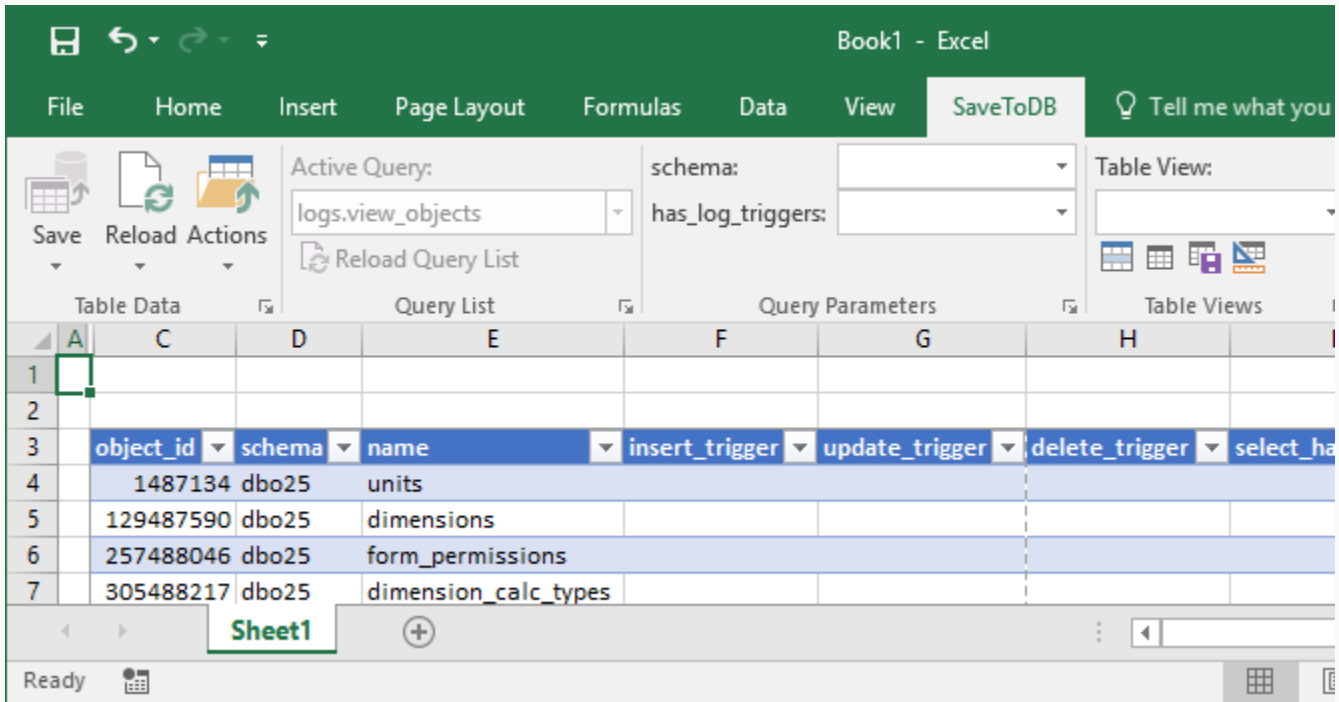 Book1 - Excel
File Home Insert Page Layout Formulas Data View SaveToDB Tell me what you
Active Query: schema: Table View:
logs.view_objects has_log_triggers:
Save Reload Actions Reload Query List
Table Data Query List Query Parameters Table Views
A C D E F G H
1
2
3 object_id schema name insert_trigger update_trigger delete_trigger select_ha
4 1487134 dbo25 units
5 129487590 dbo25 dimensions
6 257488046 dbo25 form_permissions
7 305488217 dbo25 dimension_calc_types
Sheet1
Ready